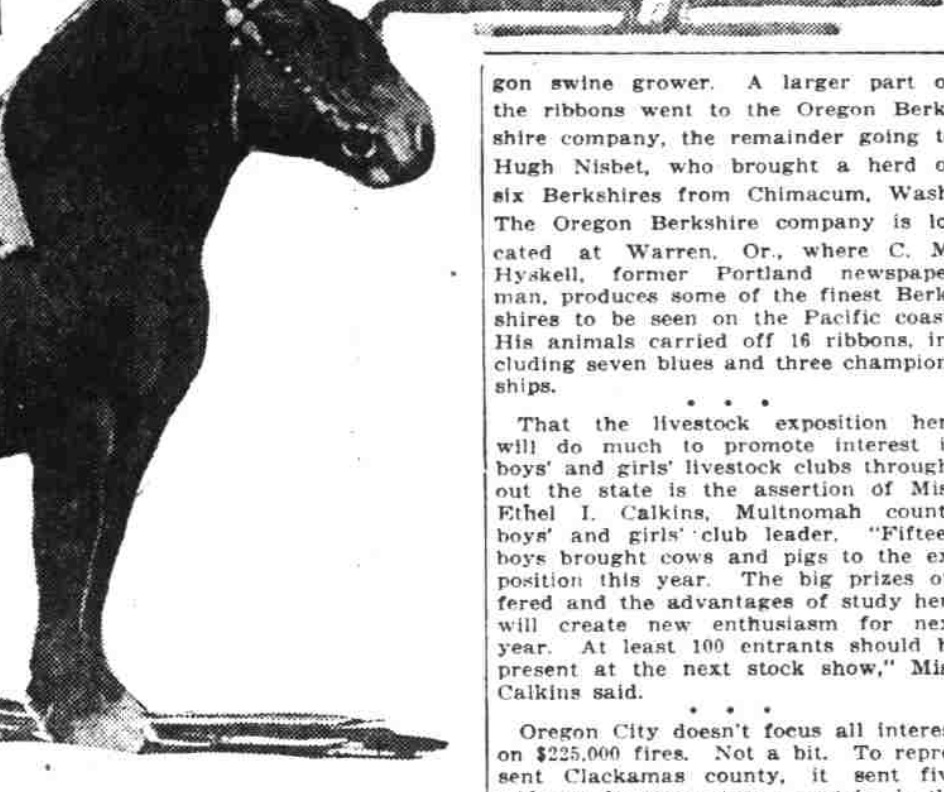 gon swine grower. A larger part o
the ribbons went to the Oregon Berk
shire company, the remainder going t
Hugh Nisbet, who brought a herd o
six Berkshires from Chimacum, Wash
The Oregon Berkshire company is lo
cated at Warren, Or., where C. M
Hyskell, former Portland newspape
man, produces some of the finest Berk
shires to be seen on the Pacific coas
His animals carried off 16 ribbons, in
cluding seven blues and three champion
ships.
• • •
That the livestock exposition her
will do much to promote interest i
boys' and girls' livestock clubs through
out the state is the assertion of Mis
Ethel I. Calkins, Multnomah count
boys' and girls' club leader. "Fiftee
boys brought cows and pigs to the ex
position this year. The big prizes of
fered and the advantages of study her
will create new enthusiasm for nex
year. At least 100 entrants should b
present at the next stock show," Mis
Calkins said.
• • •
Oregon City doesn't focus all interes
on $225,000 fires. Not a bit. To repre
sent Clackamas county, it sent fiv